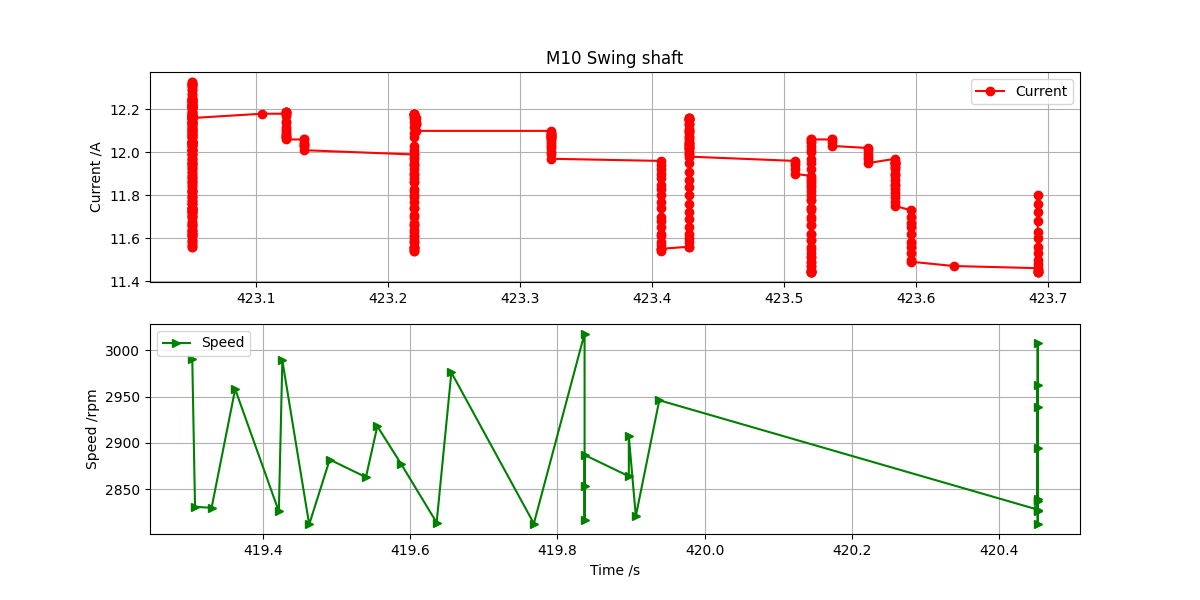 M10 Swing shaft
Current
Current /A
12.2
12.0
11.8
11.6
11.4
423.1 423.2 423.3 423.4 423.5 423.6 423.7
Speed
Speed /rpm
3000
2950
2900
2850
419.4 419.6 419.8 420.0 420.2 420.4
Time /s